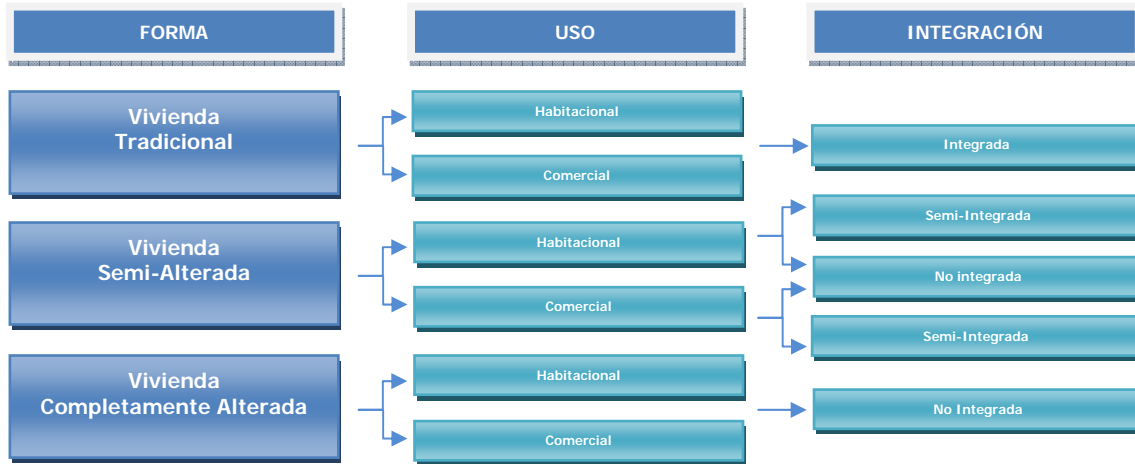 FORMA
USO
INTEGRACIÓN
Vivienda
Tradicional
Habitacional
Comercial
Integrada
Vivienda
Semi-Alterada
Habitacional
Comercial
Semi-Integrada
No integrada
Semi-Integrada
Vivienda
Completamente Alterada
Habitacional
Comercial
No Integrada